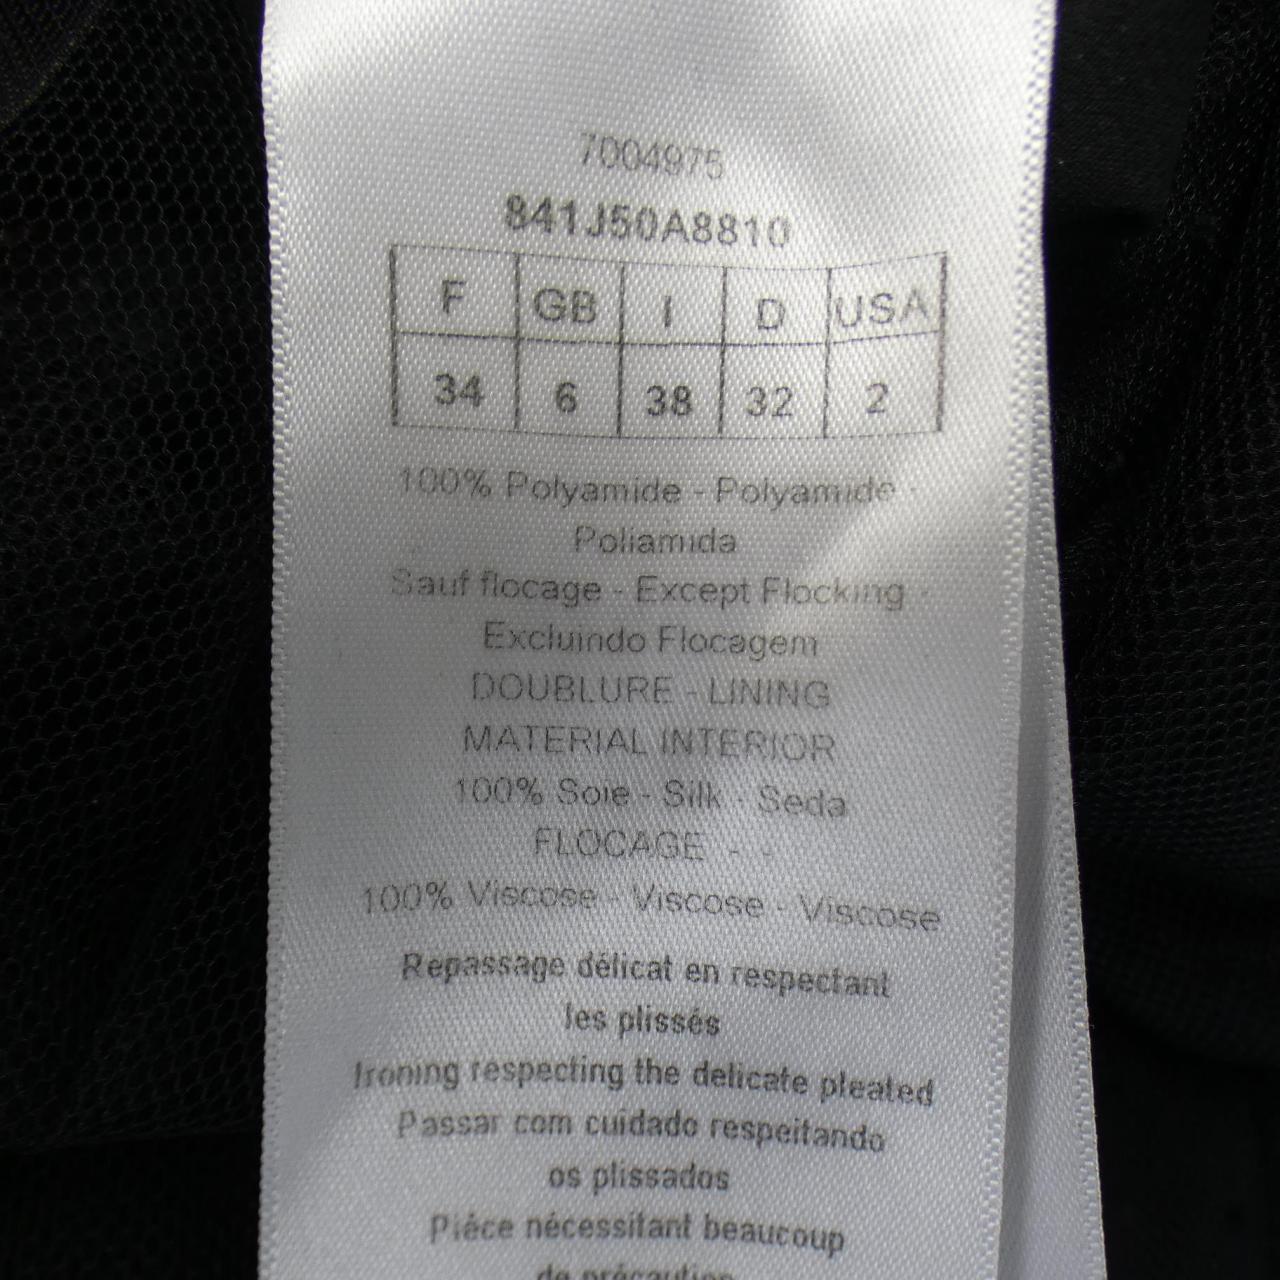 7004975
841J50A8810
F GB I D USA
34 6 38 32 2
100% Polyamide - Polyamide -
Poliamida
Sauf flocage - Except Flocking -
Excluindo Flocagem
DOUBLURE - LINING
MATERIAL INTERIOR
100% Soie - Silk - Seda
FLOCAGE - -
100% Viscose - Viscose - Viscose
Repassage délicat en respectant
les plissés
Ironing respecting the delicate pleated
Passar com cuidado respeitando
os plissados
Pièce nécessitant beaucoup
de précaution